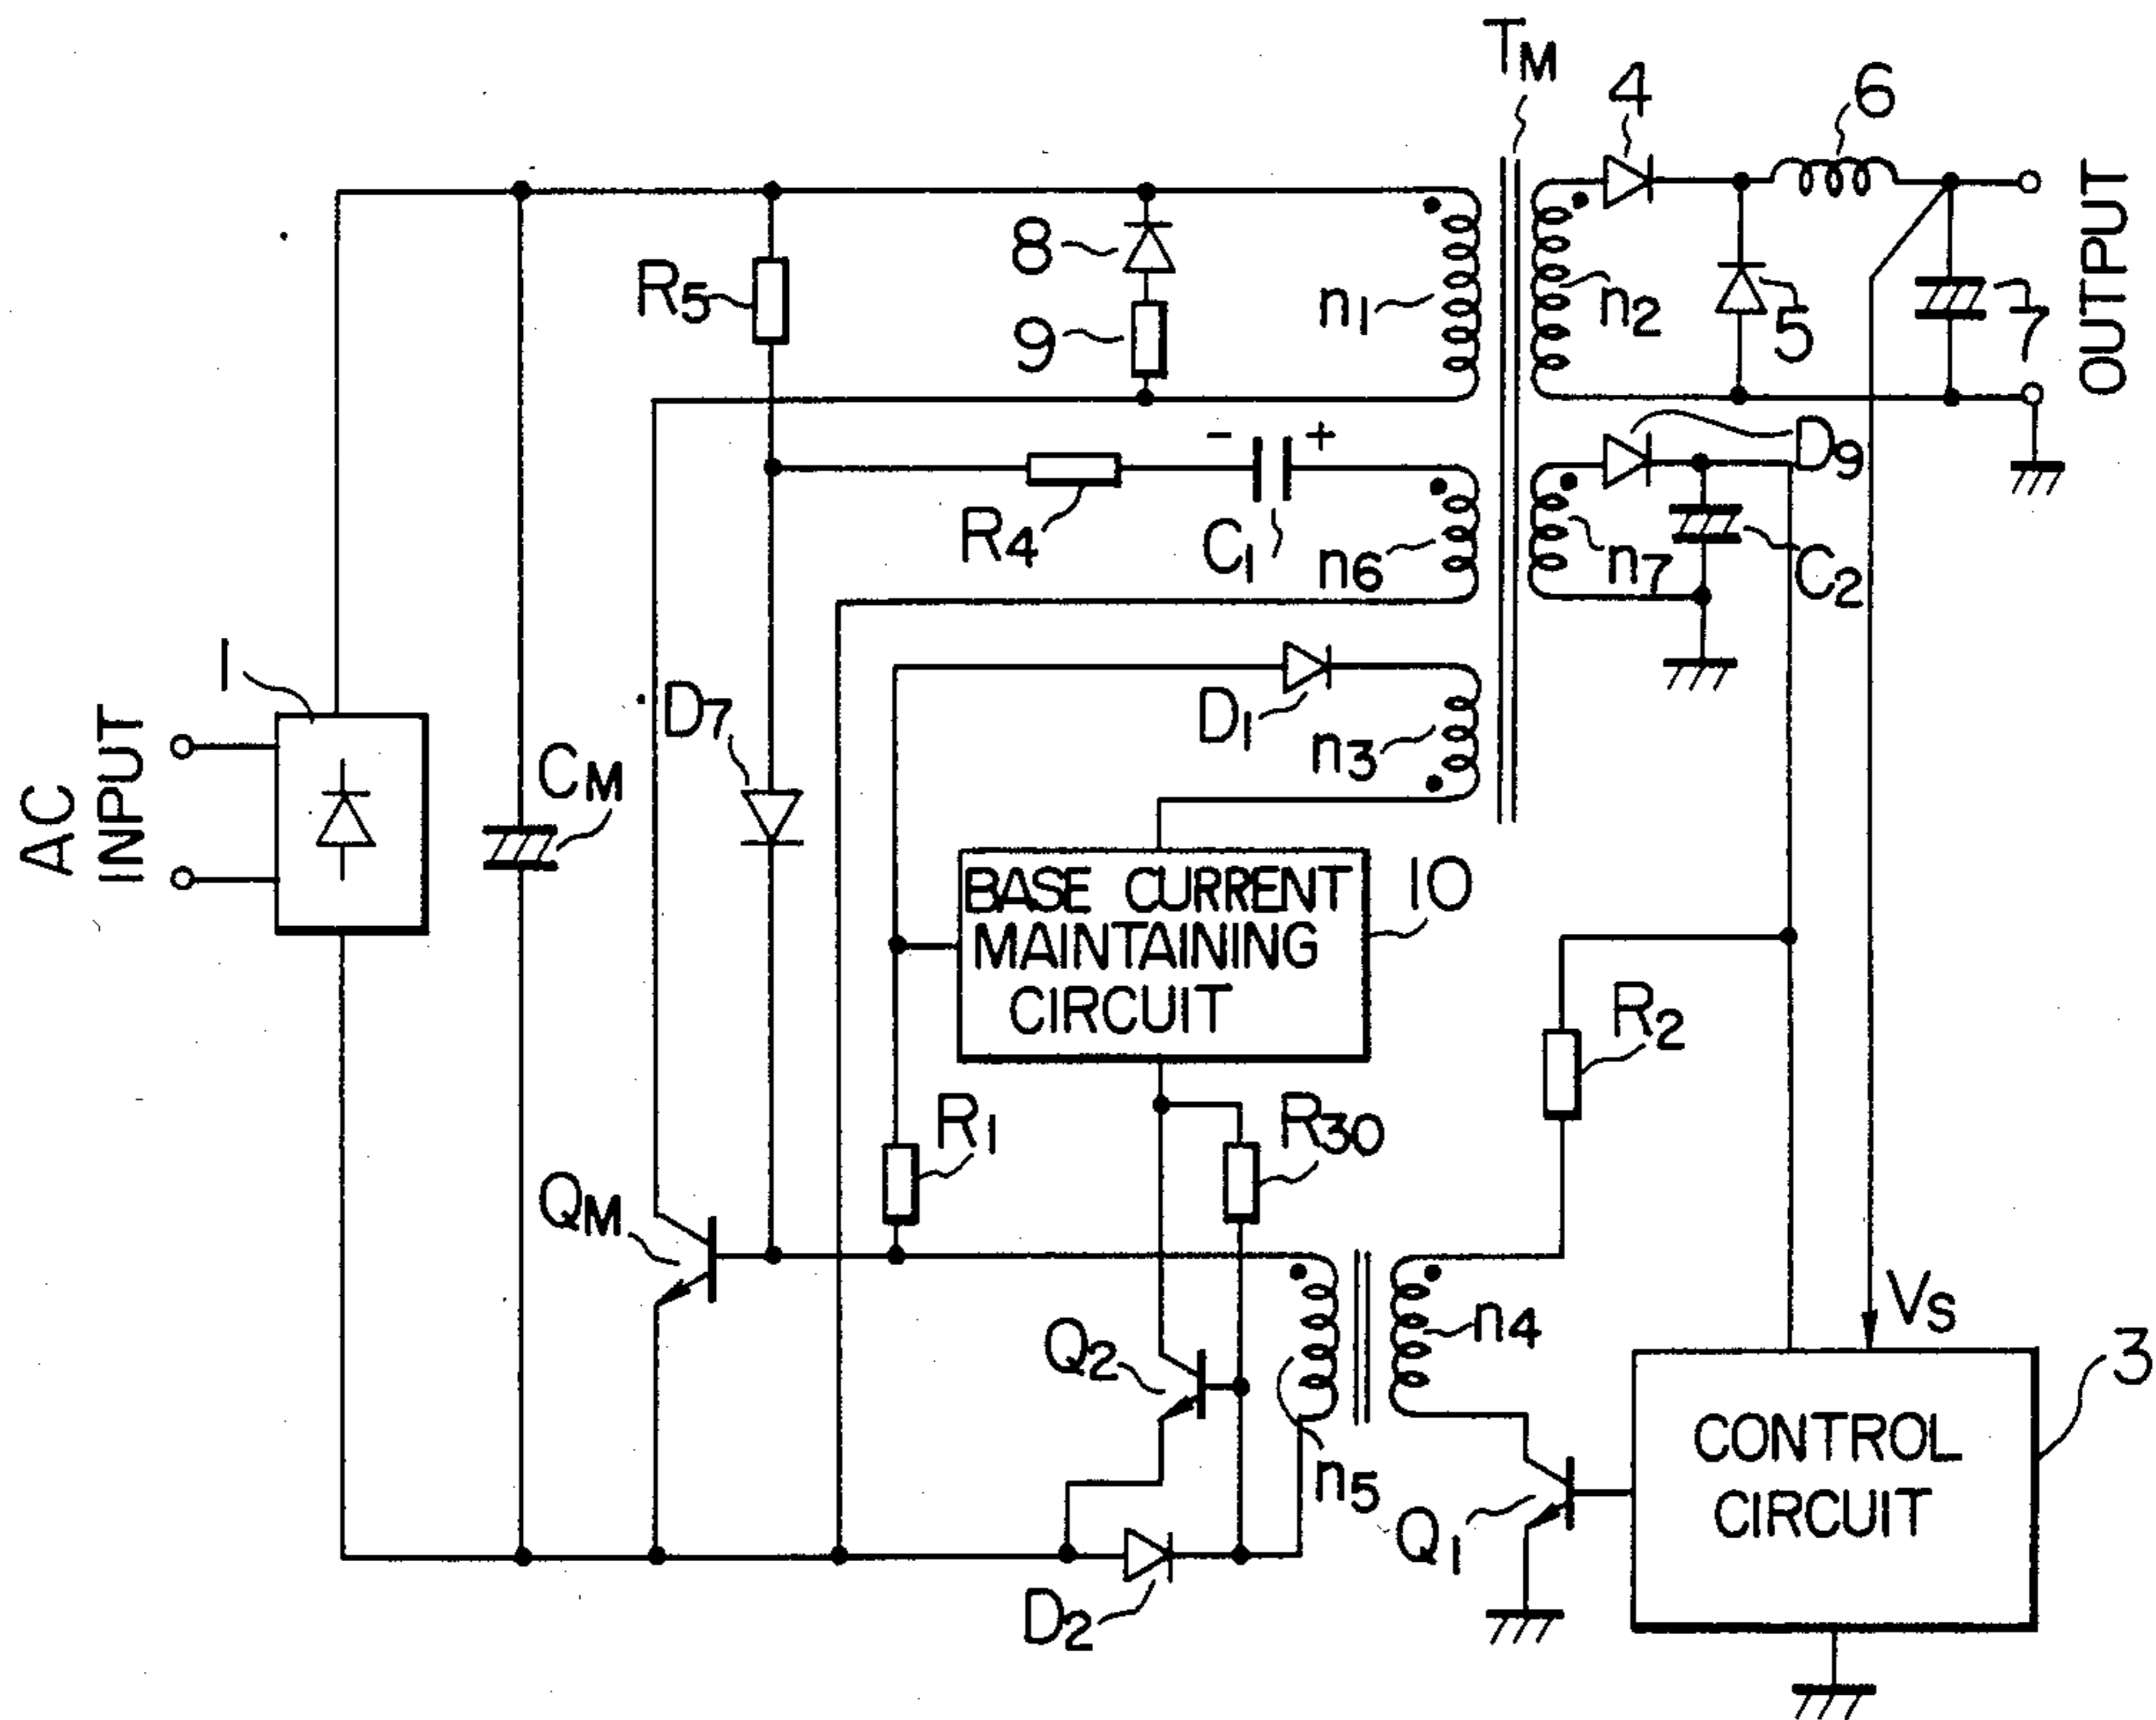 TM
4
6
OUTPUT
8
R5
9
n1
n2
5
7
- +
D9
R4
C1
n6
n7
C2
1
D7
D1
n3
AC
INPUT
CM
BASE CURRENT
MAINTAINING
CIRCUIT
10
R2
R1
R30
QM
VS
Q2
n4
3
n5
Q1
CONTROL
CIRCUIT
D2